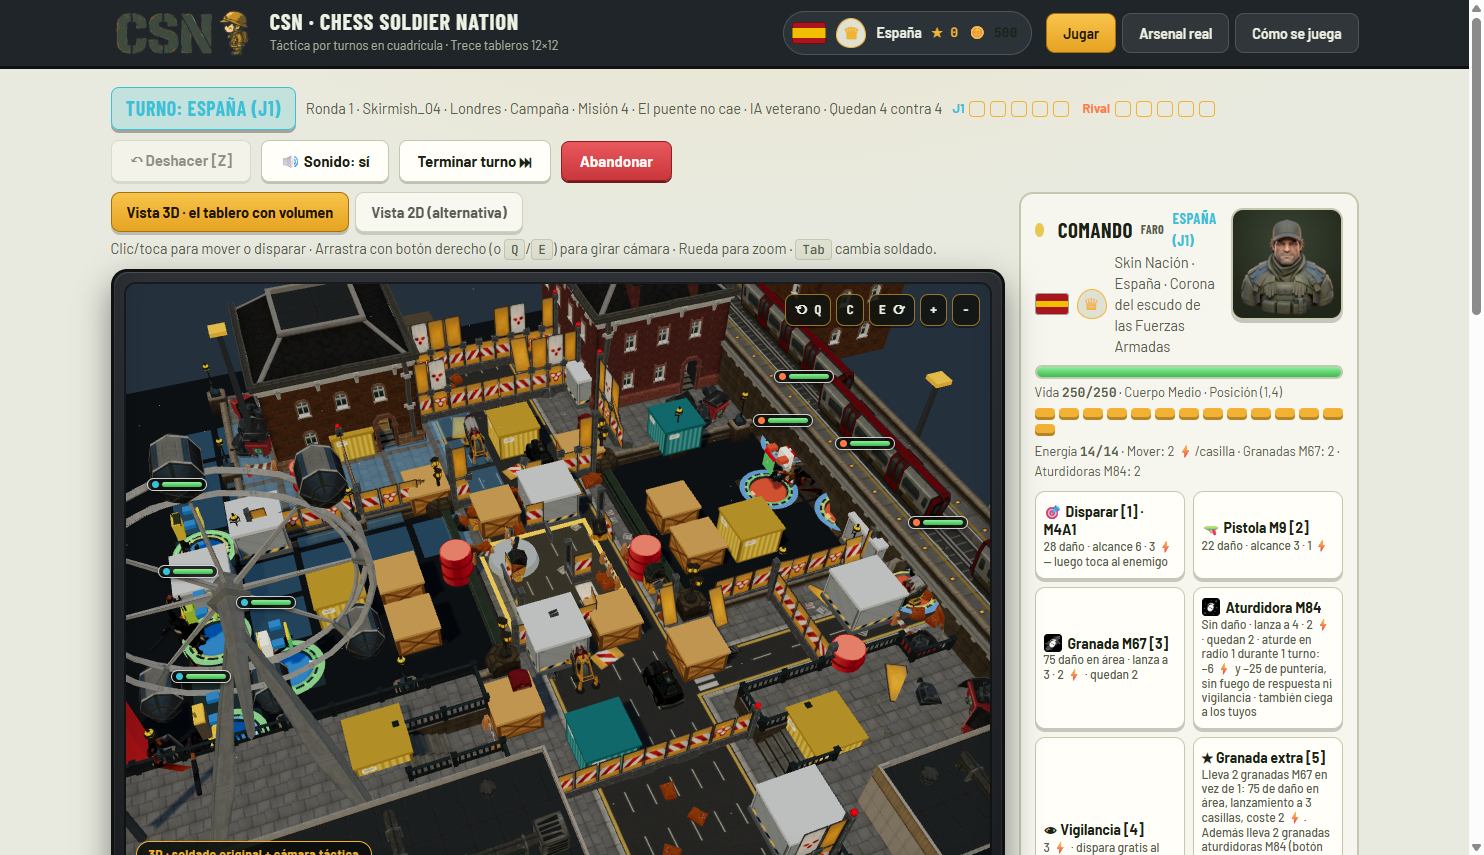 CSN
CSN · CHESS SOLDIER NATION
Táctica por turnos en cuadrícula · Trece tableros 12×12
España ★ 0 500
Jugar
Arsenal real
Cómo se juega
TURNO: ESPAÑA (J1)
Ronda 1 · Skirmish_04 · Londres · Campaña · Misión 4 · El puente no cae · IA veterano · Quedan 4 contra 4
J1
Rival
Deshacer [Z]
Sonido: sí
Terminar turno
Abandonar
Vista 3D · el tablero con volumen
Vista 2D (alternativa)
Clic/toca para mover o disparar · Arrastra con botón derecho (o Q / E ) para girar cámara · Rueda para zoom · Tab cambia soldado.
Q
C
E
+
-
3D · soldado original + cámara táctica
COMANDO FARO ESPAÑA
(J1)
Skin Nación ·
España · Corona
del escudo de
las Fuerzas
Armadas
Vida 250/250 · Cuerpo Medio · Posición (1,4)
Energía 14/14 · Mover: 2 ⚡ /casilla · Granadas M67: 2 ·
Aturdidoras M84: 2
Disparar [1] ·
M4A1
28 daño · alcance 6 · 3 ⚡
— luego toca al enemigo
Pistola M9 [2]
22 daño · alcance 3 · 1 ⚡
Granada M67 [3]
75 daño en área · lanza a
3 · 2 ⚡ · quedan 2
Aturdidora M84
Sin daño · lanza a 4 · 2 ⚡
· quedan 2 · aturde en
radio 1 durante 1 turno:
−6 ⚡ y −25 de puntería,
sin fuego de respuesta ni
vigilancia · también ciega
a los tuyos
Vigilancia [4]
3 ⚡ · dispara gratis al
★ Granada extra [5]
Lleva 2 granadas M67 en
vez de 1: 75 de daño en
área, lanzamiento a 3
casillas, coste 2 ⚡ .
Además lleva 2 granadas
aturdidoras M84 (botón